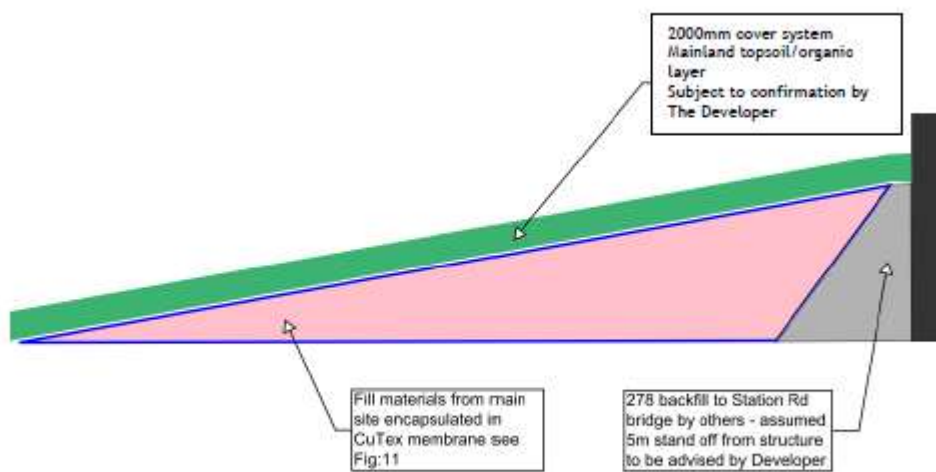 2000mm cover system
Mainland topsoil/organic
layer
Subject to confirmation by
The Developer
Fill materials from main
site encapsulated in
CuTex membrane see
Fig:11
278 backfill to Station Rd
bridge by others - assumed
5m stand off from structure
to be advised by Developer